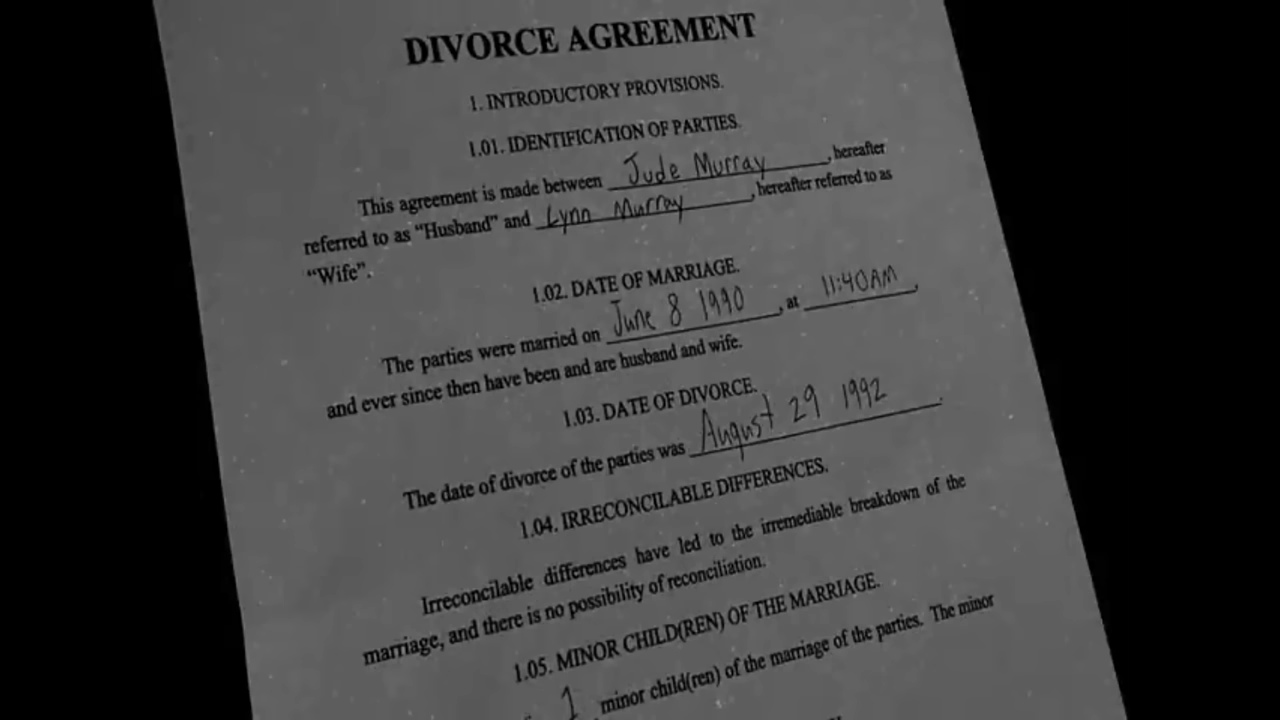 DIVORCE AGREEMENT
1. INTRODUCTORY PROVISIONS.
1.01. IDENTIFICATION OF PARTIES.
This agreement is made between Jude Murray, hereafter
referred to as "Husband" and Lynn Murray, hereafter referred to as
"Wife".
1.02. DATE OF MARRIAGE.
The parties were married on June 8 1990, at 11:40AM,
and ever since then have been and are husband and wife.
1.03. DATE OF DIVORCE.
The date of divorce of the parties was August 29 1992.
1.04. IRRECONCILABLE DIFFERENCES.
Irreconcilable differences have led to the irremediable breakdown of the
marriage, and there is no possibility of reconciliation.
1.05. MINOR CHILD(REN) OF THE MARRIAGE.
1 minor child(ren) of the marriage of the parties. The minor